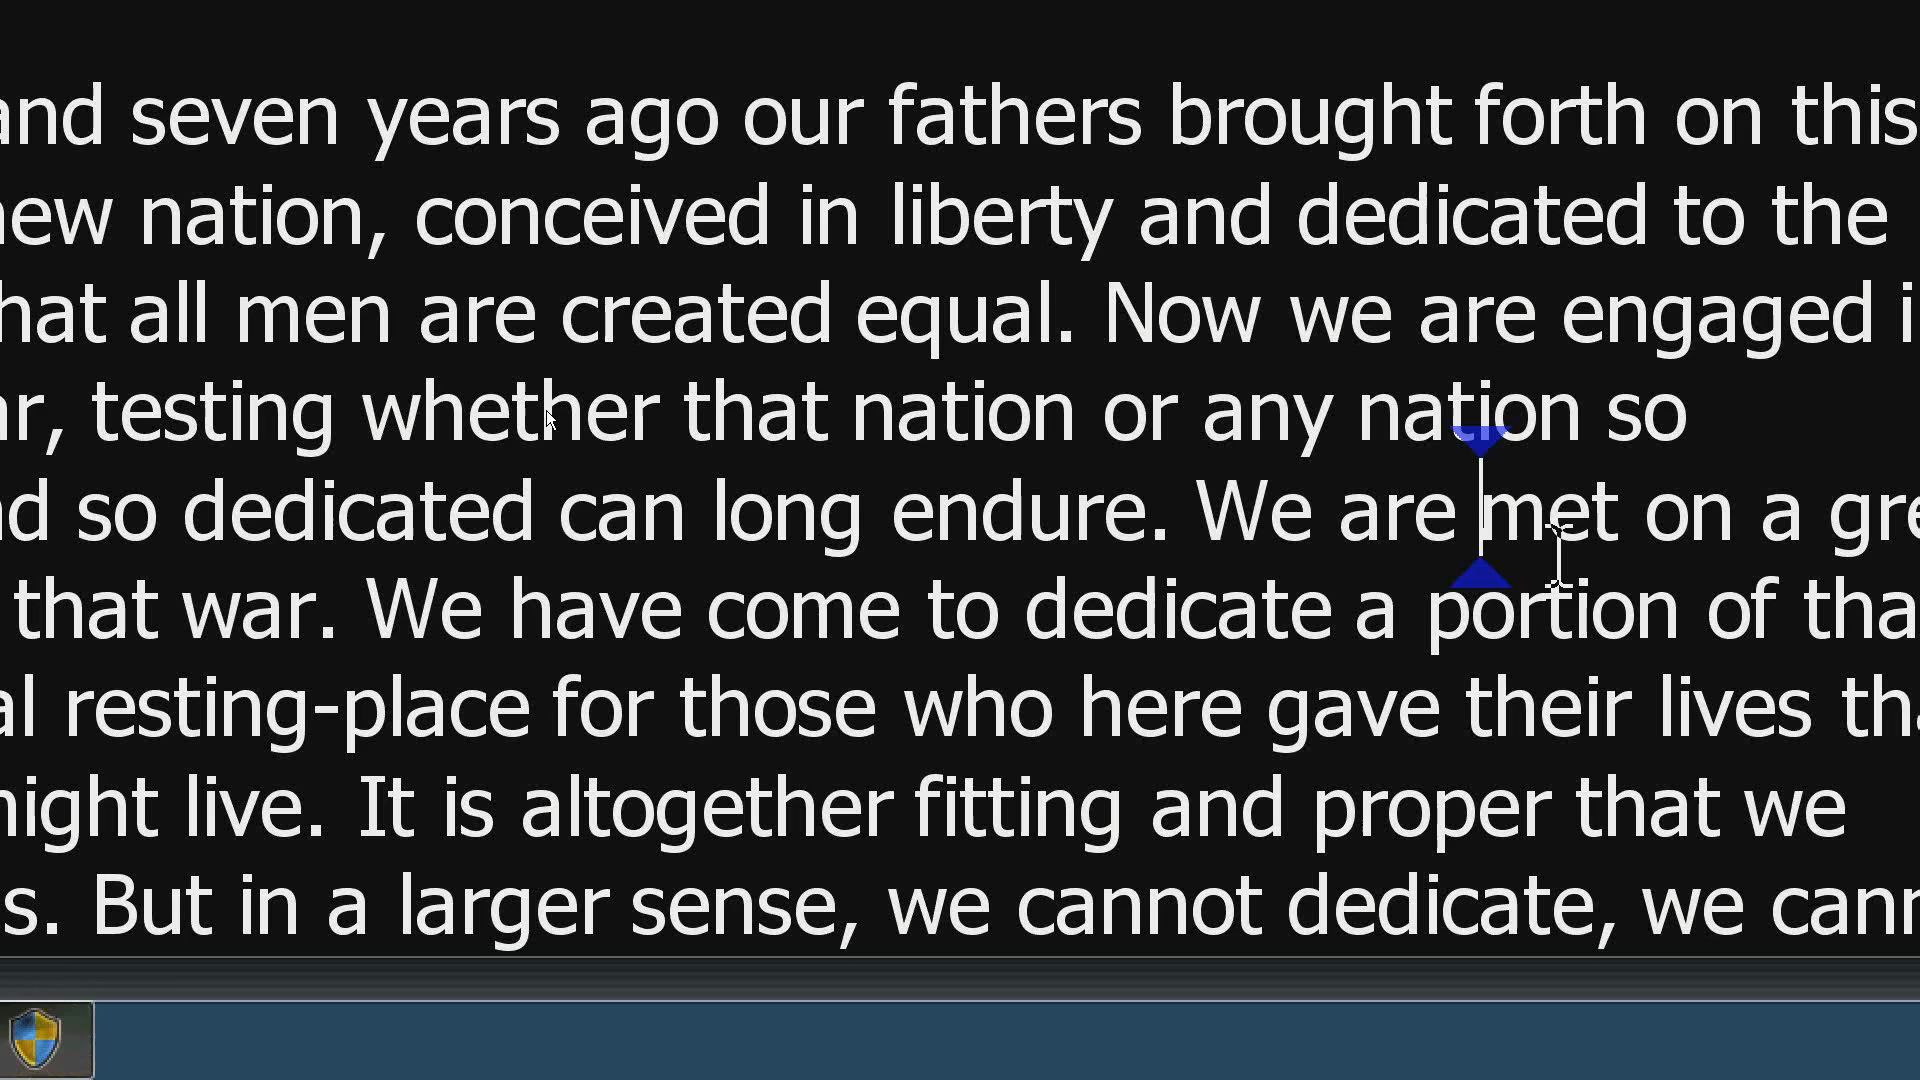 and seven years ago our fathers brought forth on this
new nation, conceived in liberty and dedicated to the
hat all men are created equal. Now we are engaged i
ar, testing whether that nation or any nation so
nd so dedicated can long endure. We are met on a gre
that war. We have come to dedicate a portion of tha
al resting-place for those who here gave their lives tha
might live. It is altogether fitting and proper that we
s. But in a larger sense, we cannot dedicate, we cann